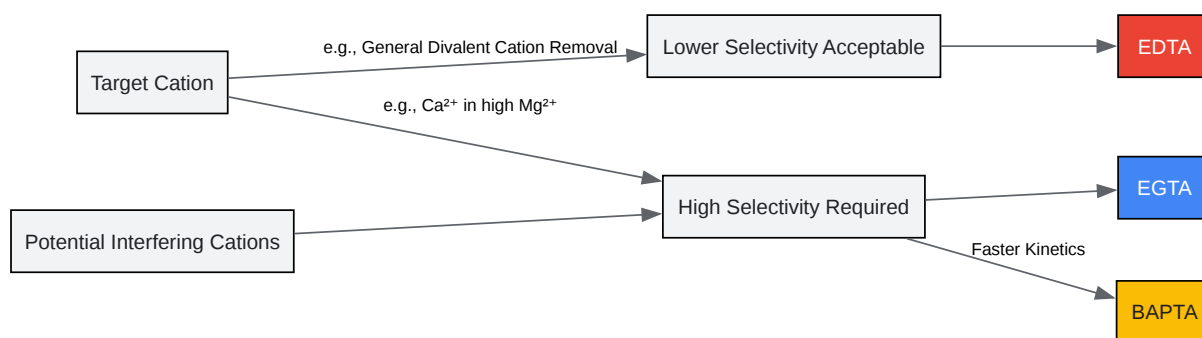 e.g., General Divalent Cation Removal
Lower Selectivity Acceptable
EDTA
Target Cation
e.g., Ca²⁺ in high Mg²⁺
EGTA
High Selectivity Required
Potential Interfering Cations
Faster Kinetics
BAPTA